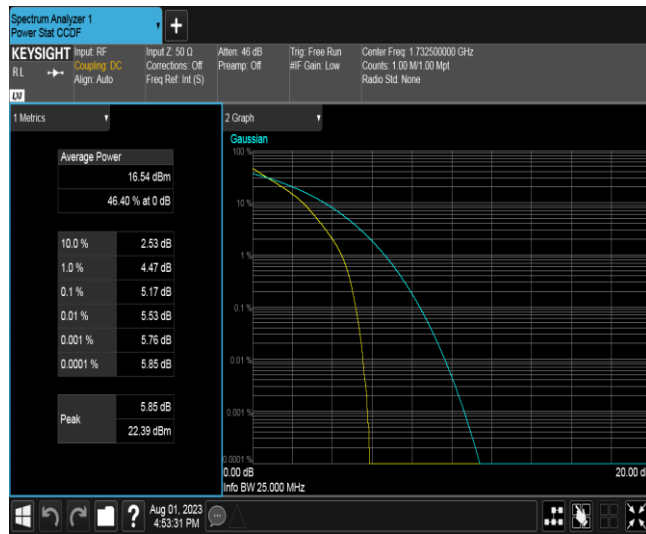 Spectrum Analyzer 1
Power Stat CCDF
+
KEYSIGHT
RL
LXI
Input: RF
Coupling: DC
Align: Auto
Input Z: 50 Ω
Corrections: Off
Freq Ref: Int (S)
Atten: 46 dB
Preamp: Off
Trig: Free Run
#IF Gain: Low
Center Freq: 1.732500000 GHz
Counts: 1.00 M/1.00 Mpt
Radio Std: None
1 Metrics
Average Power
16.54 dBm
46.40 % at 0 dB
10.0 % 2.53 dB
1.0 % 4.47 dB
0.1 % 5.17 dB
0.01 % 5.53 dB
0.001 % 5.76 dB
0.0001 % 5.85 dB
Peak
5.85 dB
22.39 dBm
2 Graph
Gaussian
100 %
10 %
1 %
0.1 %
0.01 %
0.001 %
0.0001 %
0.00 dB
20.00 d
Info BW 25.000 MHz
?
Aug 01, 2023
4:53:31 PM